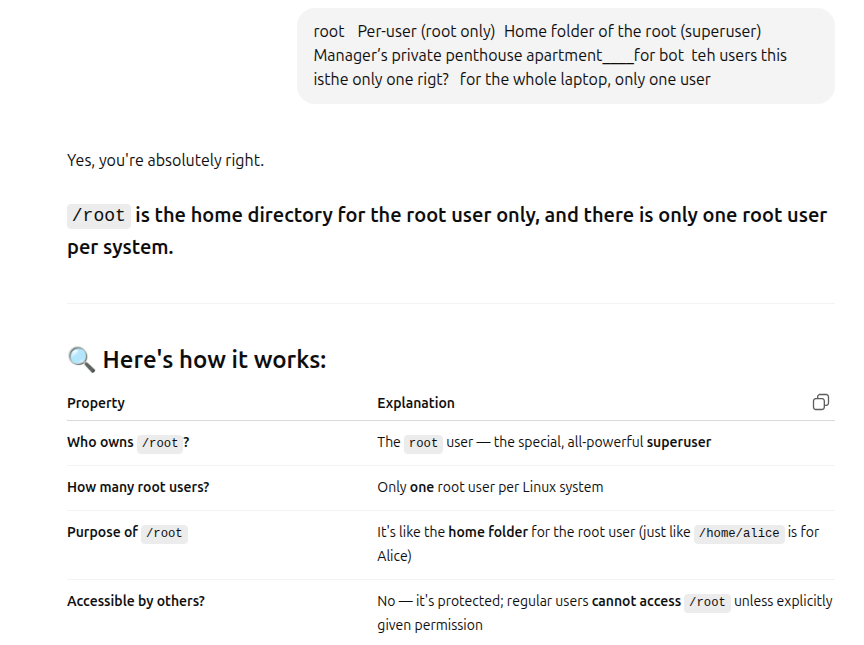 root Per-user (root only) Home folder of the root (superuser)
Manager's private penthouse apartment____for bot teh users this
isthe only one rigt? for the whole laptop, only one user
Yes, you're absolutely right.
/root is the home directory for the root user only, and there is only one root user
per system.
🔍 Here's how it works:
Property Explanation
Who owns /root? The root user — the special, all-powerful superuser
How many root users? Only one root user per Linux system
Purpose of /root It's like the home folder for the root user (just like /home/alice is for
Alice)
Accessible by others? No — it's protected; regular users cannot access /root unless explicitly
given permission